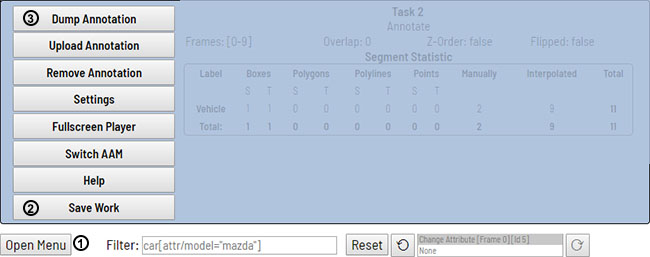 ③ Dump Annotation
Upload Annotation
Remove Annotation
Settings
Fullscreen Player
Switch AAM
Help
② Save Work
Task 2
Annotate
Frames: [0-9] Overlap: 0 Z-Order: false Flipped: false
Segment Statistic
Label Boxes Polygons Polylines Points Manually Interpolated Total
S T S T S T S T
Vehicle 1 1 0 0 0 0 0 0 2 9 11
Total: 1 1 0 0 0 0 0 0 2 9 11
Open Menu ① Filter: car[attr/model="mazda"] Reset Change Attribute [Frame 0] [Id 5]
None